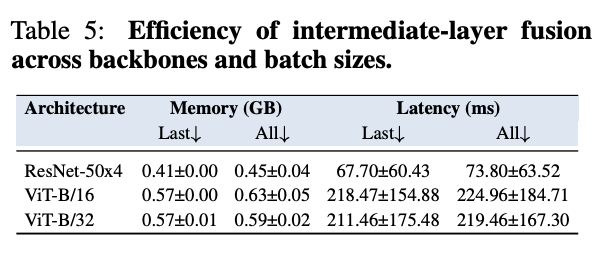 Table 5: Efficiency of intermediate-layer fusion
across backbones and batch sizes.
Architecture Memory (GB) Latency (ms)
Last↓ All↓ Last↓ All↓
ResNet-50x4 0.41±0.00 0.45±0.04 67.70±60.43 73.80±63.52
ViT-B/16 0.57±0.00 0.63±0.05 218.47±154.88 224.96±184.71
ViT-B/32 0.57±0.01 0.59±0.02 211.46±175.48 219.46±167.30